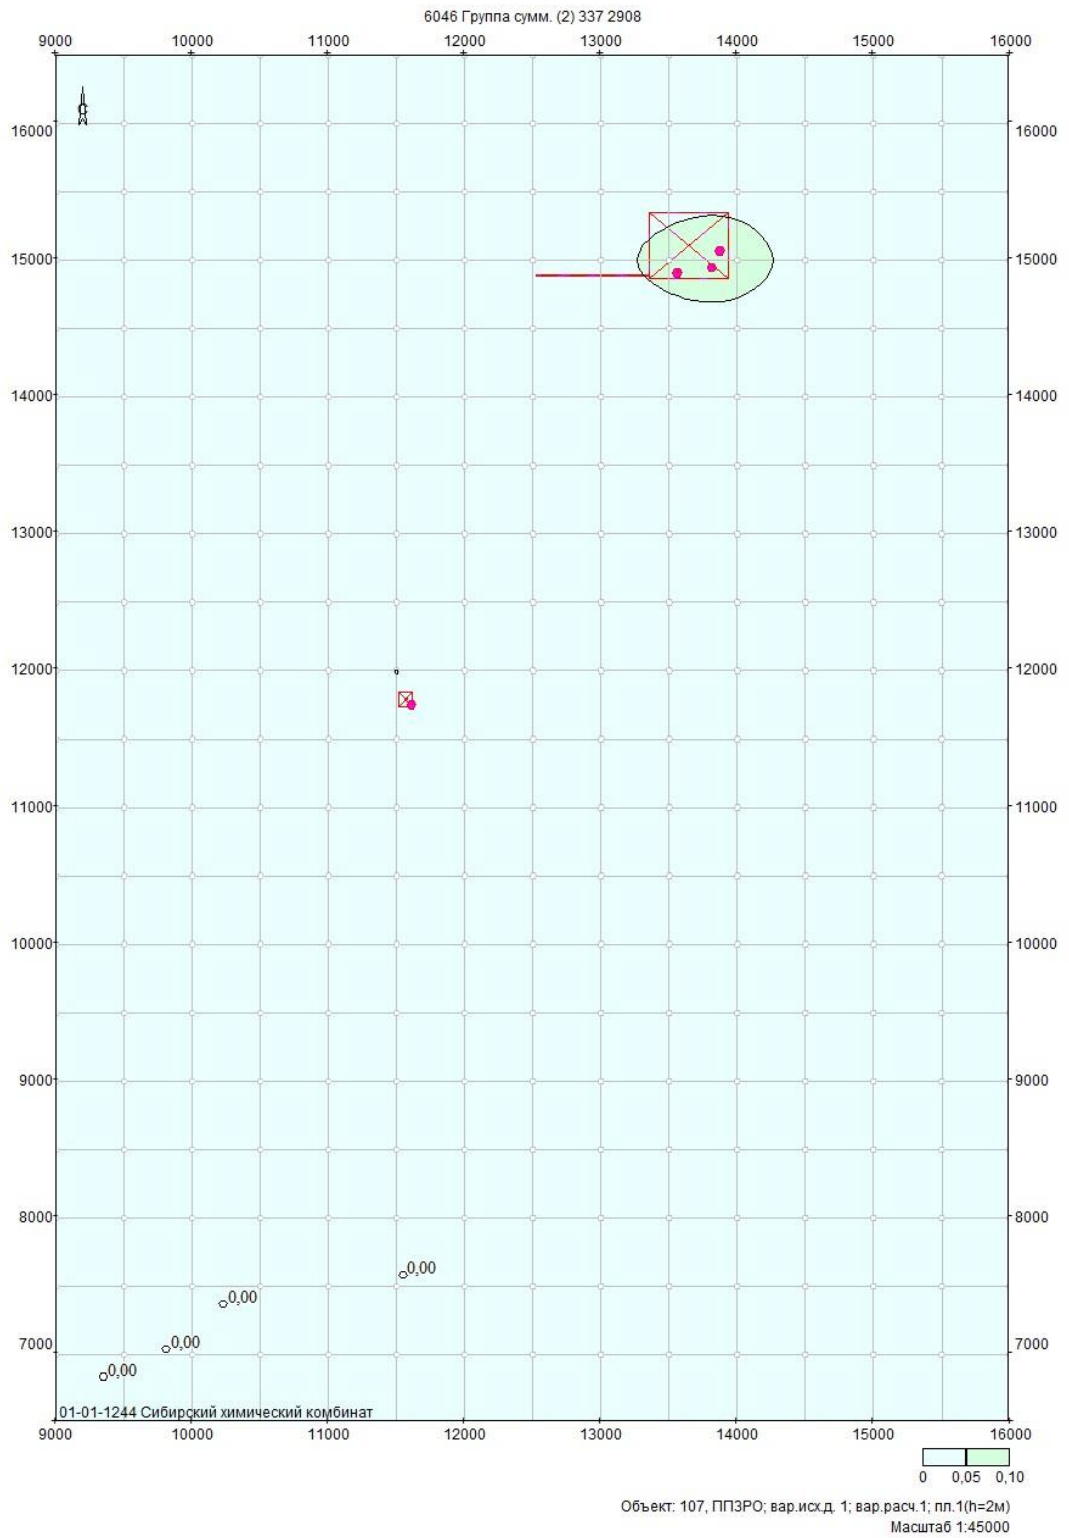 6046 Группа сумм. (2) 337 2908
9000 10000 11000 12000 13000 14000 15000 16000
С
16000 16000
15000 15000
14000 14000
13000 13000
12000 12000
11000 11000
10000 10000
9000 9000
8000 8000
0,00
0,00
7000 0,00 7000
0,00
01-01-1244 Сибирский химический комбинат
9000 10000 11000 12000 13000 14000 15000 16000
0 0,05 0,10
Объект: 107, ППЗРО; вар.исх.д. 1; вар.расч.1; пл.1(h=2м)
Масштаб 1:45000